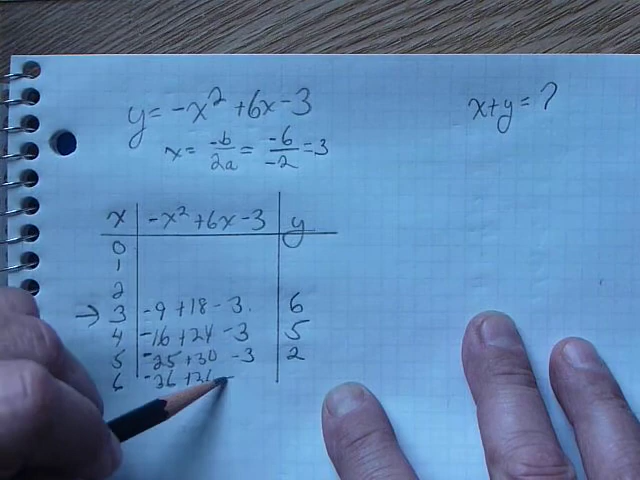 y = -x² + 6x - 3
x + y = ?
x = -b/2a = -6/-2 = 3
x | -x² + 6x - 3 | y
0
1
2
→ 3 | -9 + 18 - 3 | 6
4 | -16 + 24 - 3 | 5
5 | -25 + 30 - 3 | 2
6 | -36 + 36 -